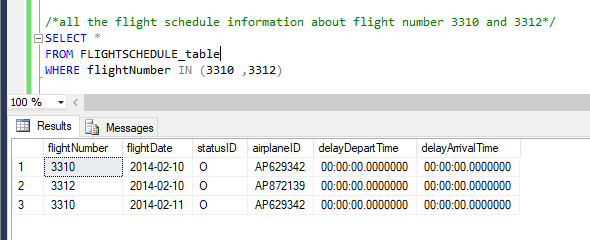 /*all the flight schedule information about flight number 3310 and 3312*/
SELECT *
FROM FLIGHTSCHEDULE_table
WHERE flightNumber IN (3310 ,3312)
100 %
Results Messages
flightNumber flightDate statusID airplaneID delayDepartTime delayArrivalTime
1 3310 2014-02-10 O AP629342 00:00:00.0000000 00:00:00.0000000
2 3312 2014-02-10 O AP872139 00:00:00.0000000 00:00:00.0000000
3 3310 2014-02-11 O AP629342 00:00:00.0000000 00:00:00.0000000